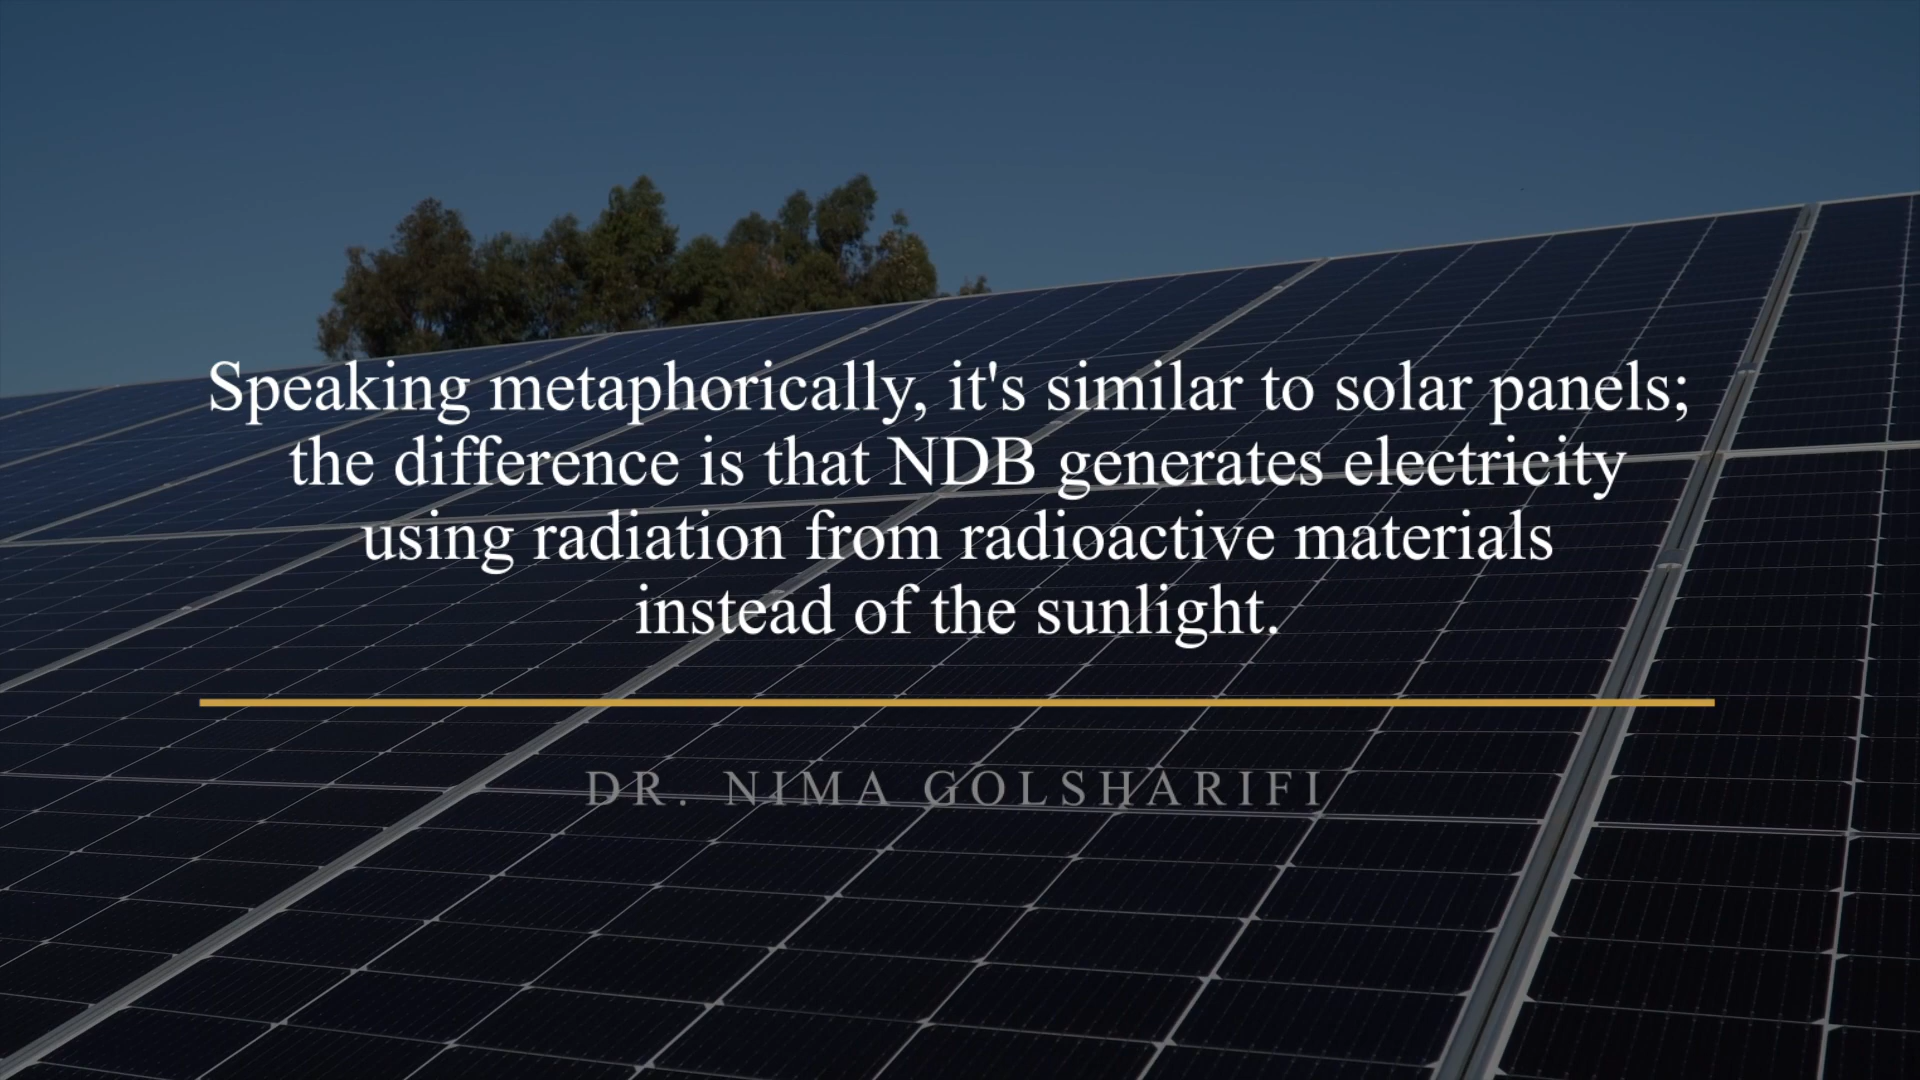 Speaking metaphorically, it's similar to solar panels;
the difference is that NDB generates electricity
using radiation from radioactive materials
instead of the sunlight.
DR. NIMA GOLSHARIFI